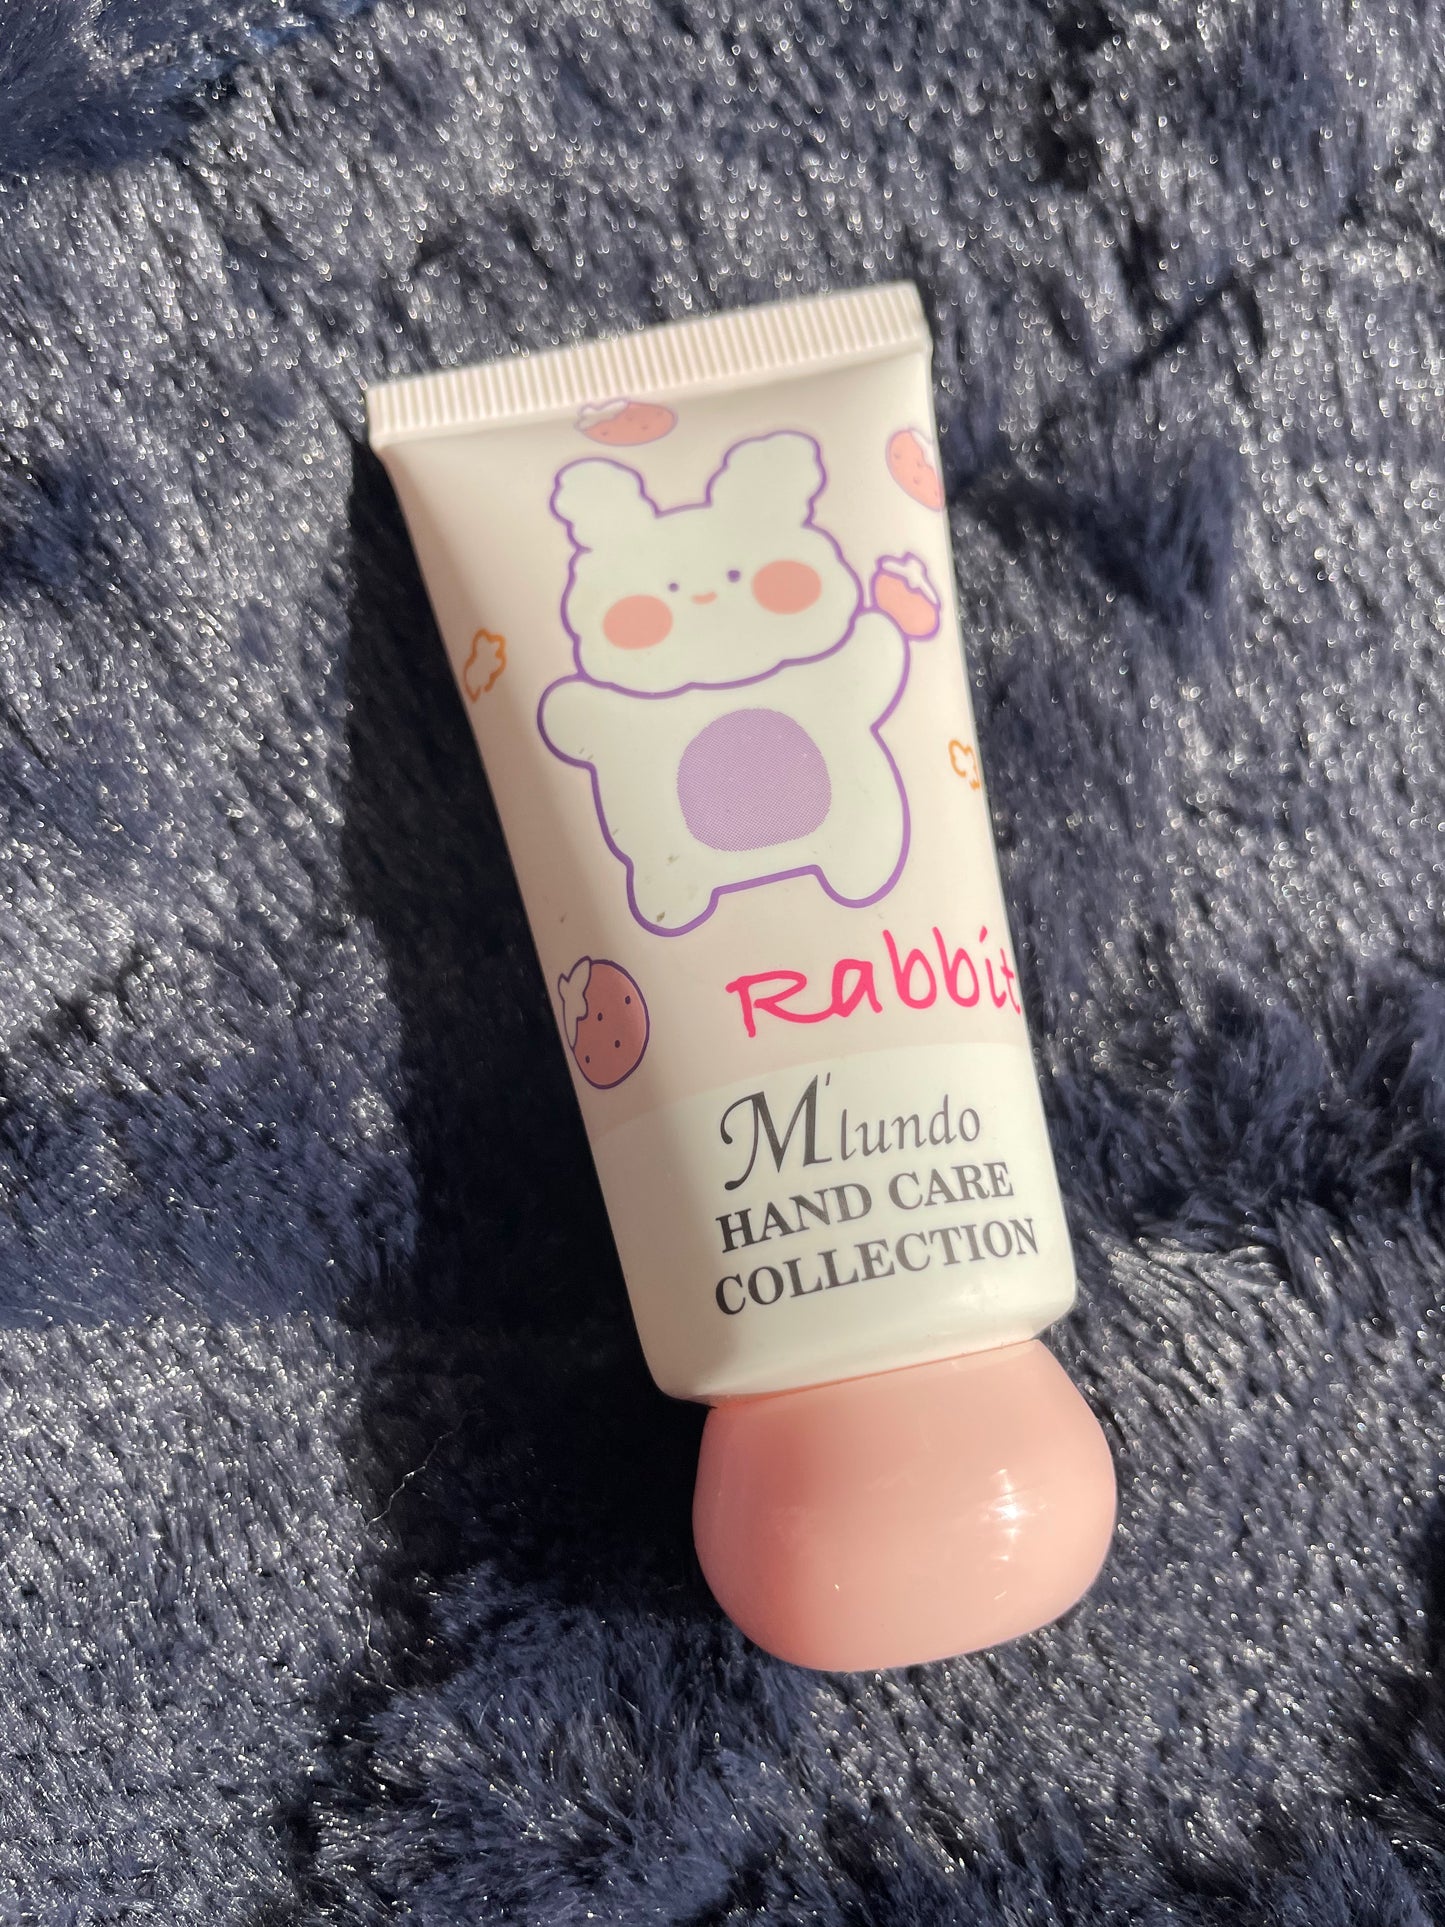 Rabbit
M'lundo
HAND CARE
COLLECTION